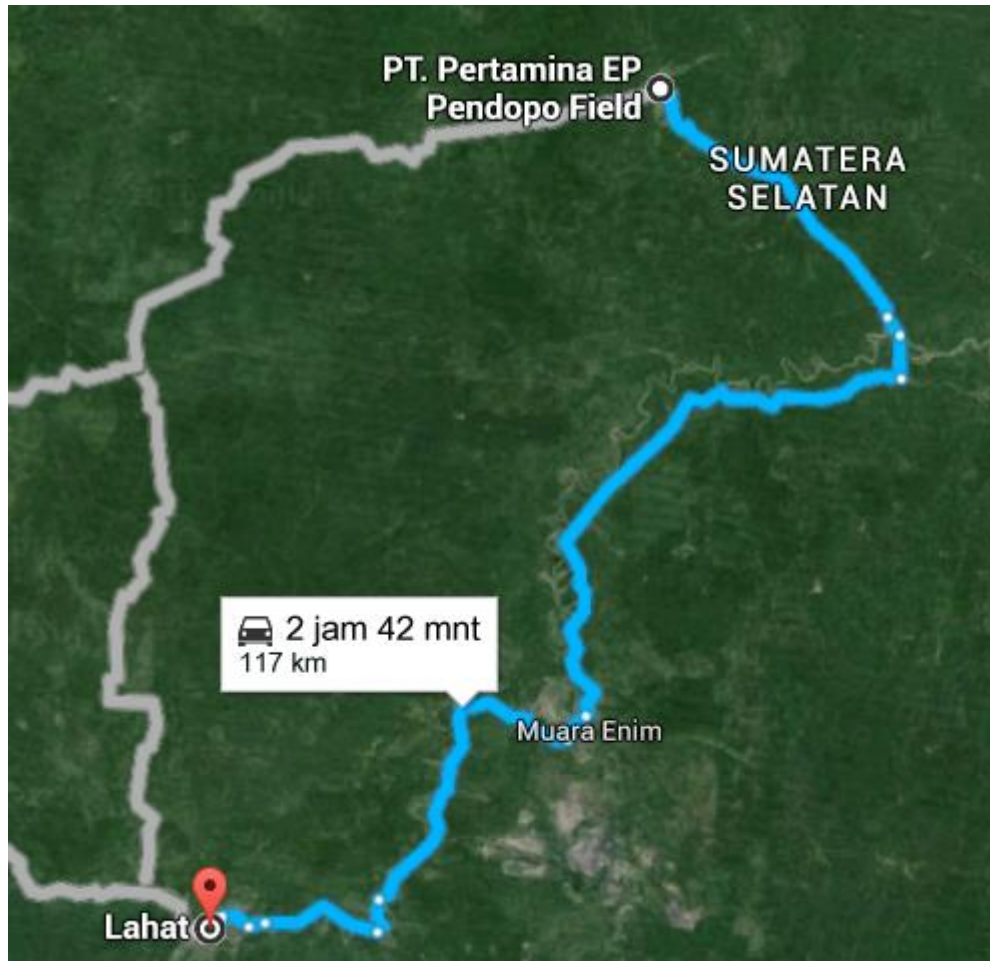 PT. Pertamina EP
Pendopo Field
SUMATERA
SELATAN
2 jam 42 mnt
117 km
Muara Enim
Lahat